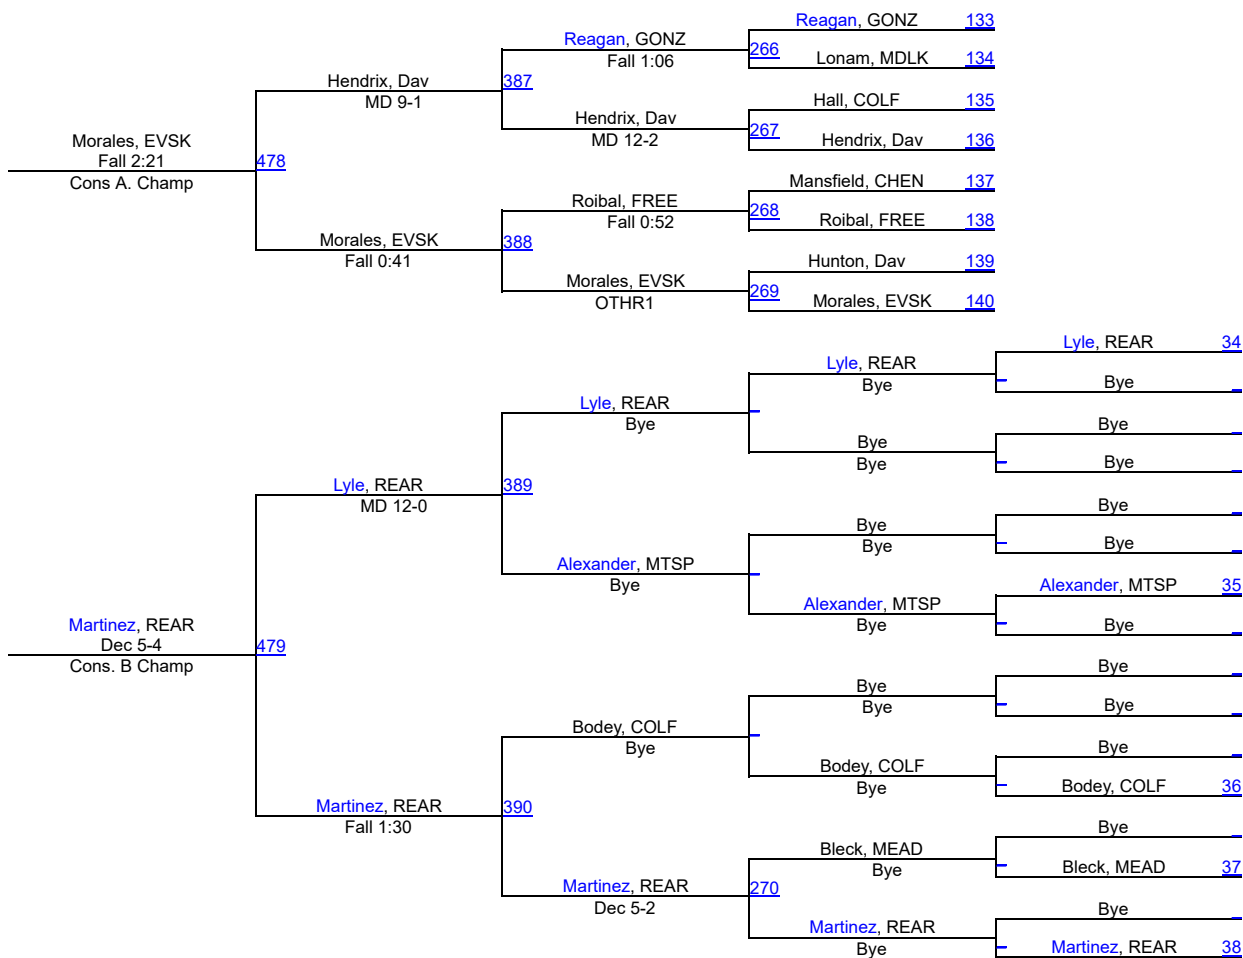 Reagan, GONZ 133
Reagan, GONZ 266
Fall 1:06
Lonam, MDLK 134
Hendrix, Dav 387
MD 9-1
Hall, COLF 135
Hendrix, Dav 267
MD 12-2
Hendrix, Dav 136
Morales, EVSK
Fall 2:21 478
Cons A. Champ
Mansfield, CHEN 137
Roibal, FREE 268
Fall 0:52
Roibal, FREE 138
Morales, EVSK 388
Fall 0:41
Hunton, Dav 139
Morales, EVSK 269
OTHR1
Morales, EVSK 140
Lyle, REAR 34
Lyle, REAR
Bye
Bye
Lyle, REAR
Bye
Bye
Bye
Bye
Bye
Lyle, REAR 389
MD 12-0
Bye
Bye
Bye
Bye
Alexander, MTSP
Bye
Alexander, MTSP 35
Alexander, MTSP
Bye
Bye
Martinez, REAR
Dec 5-4 479
Cons. B Champ
Bye
Bye
Bye
Bye
Bodey, COLF
Bye
Bye
Bodey, COLF
Bye
Bodey, COLF 36
Martinez, REAR 390
Fall 1:30
Bye
Bleck, MEAD
Bye
Bleck, MEAD 37
Martinez, REAR 270
Dec 5-2
Bye
Martinez, REAR
Bye
Martinez, REAR 38